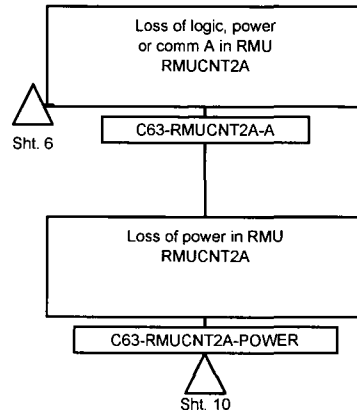 Loss of logic, power
or comm A in RMU
RMUCNT2A
Sht. 6
C63-RMUCNT2A-A
Loss of power in RMU
RMUCNT2A
C63-RMUCNT2A-POWER
Sht. 10